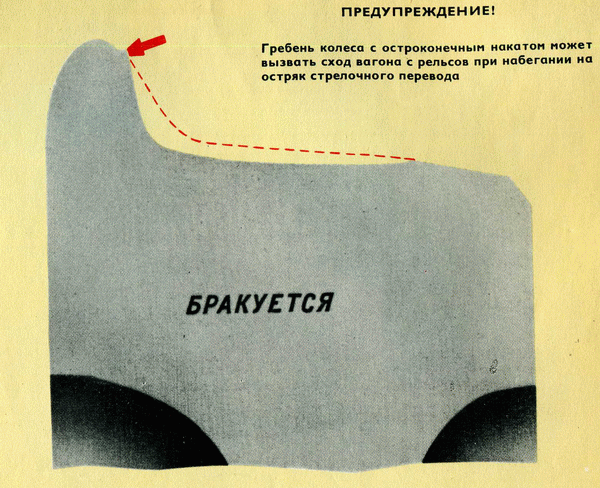 ПРЕДУПРЕЖДЕНИЕ!
Гребень колеса с остроконечным накатом может
вызвать сход вагона с рельсов при набегании на
остряк стрелочного перевода
БРАКУЕТСЯ